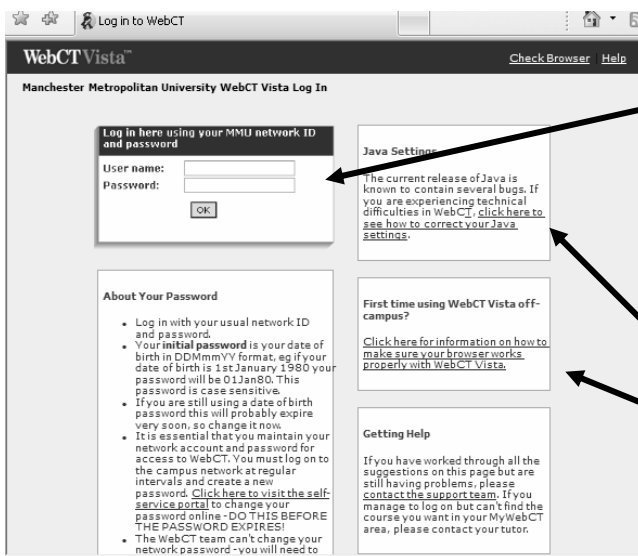 Log in to WebCT
WebCT Vista™
Check Browser | Help
Manchester Metropolitan University WebCT Vista Log In
Log in here using your MMU network ID
and password
User name:
Password:
OK
About Your Password
• Log in with your usual network ID
and password.
• Your initial password is your date of
birth in DDMmmYY format, eg if your
date of birth is 1st January 1980 your
password will be 01Jan80. This
password is case sensitive.
• If you are still using a date of birth
password this will probably expire
very soon, so change it now.
• It is essential that you maintain your
network account and password for
access to WebCT. You must log on to
the campus network at regular
intervals and create a new
password. Click here to visit the self-
service portal to change your
password online - DO THIS BEFORE
THE PASSWORD EXPIRES!
• The WebCT team can't change your
network password - you will need to
Java Settings
The current release of Java is
known to contain several bugs. If
you are experiencing technical
difficulties in WebCT, click here to
see how to correct your Java
settings.
First time using WebCT Vista off-
campus?
Click here for information on how to
make sure your browser works
properly with WebCT Vista.
Getting Help
If you have worked through all the
suggestions on this page but are
still having problems, please
contact the support team. If you
manage to log on but can't find the
course you want in your MyWebCT
area, please contact your tutor.